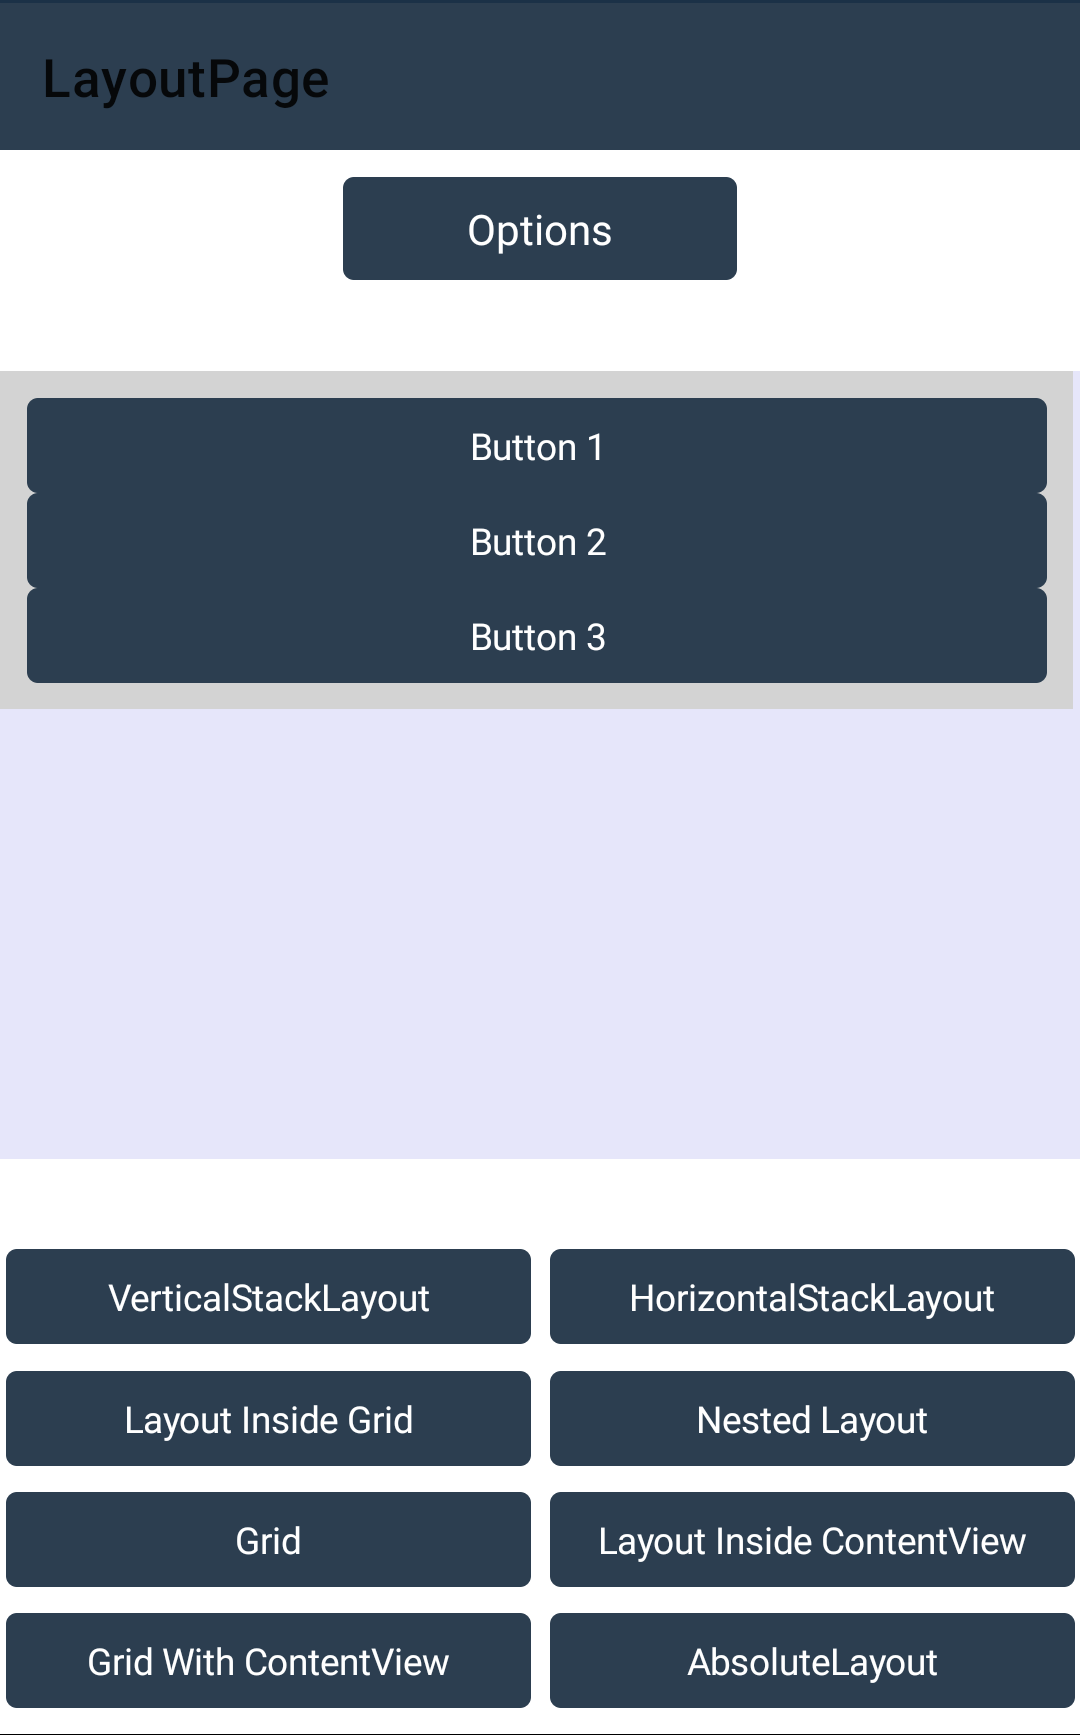 LayoutPage
Options
Button 1
Button 2
Button 3
VerticalStackLayout
HorizontalStackLayout
Layout Inside Grid
Nested Layout
Grid
Layout Inside ContentView
Grid With ContentView
AbsoluteLayout